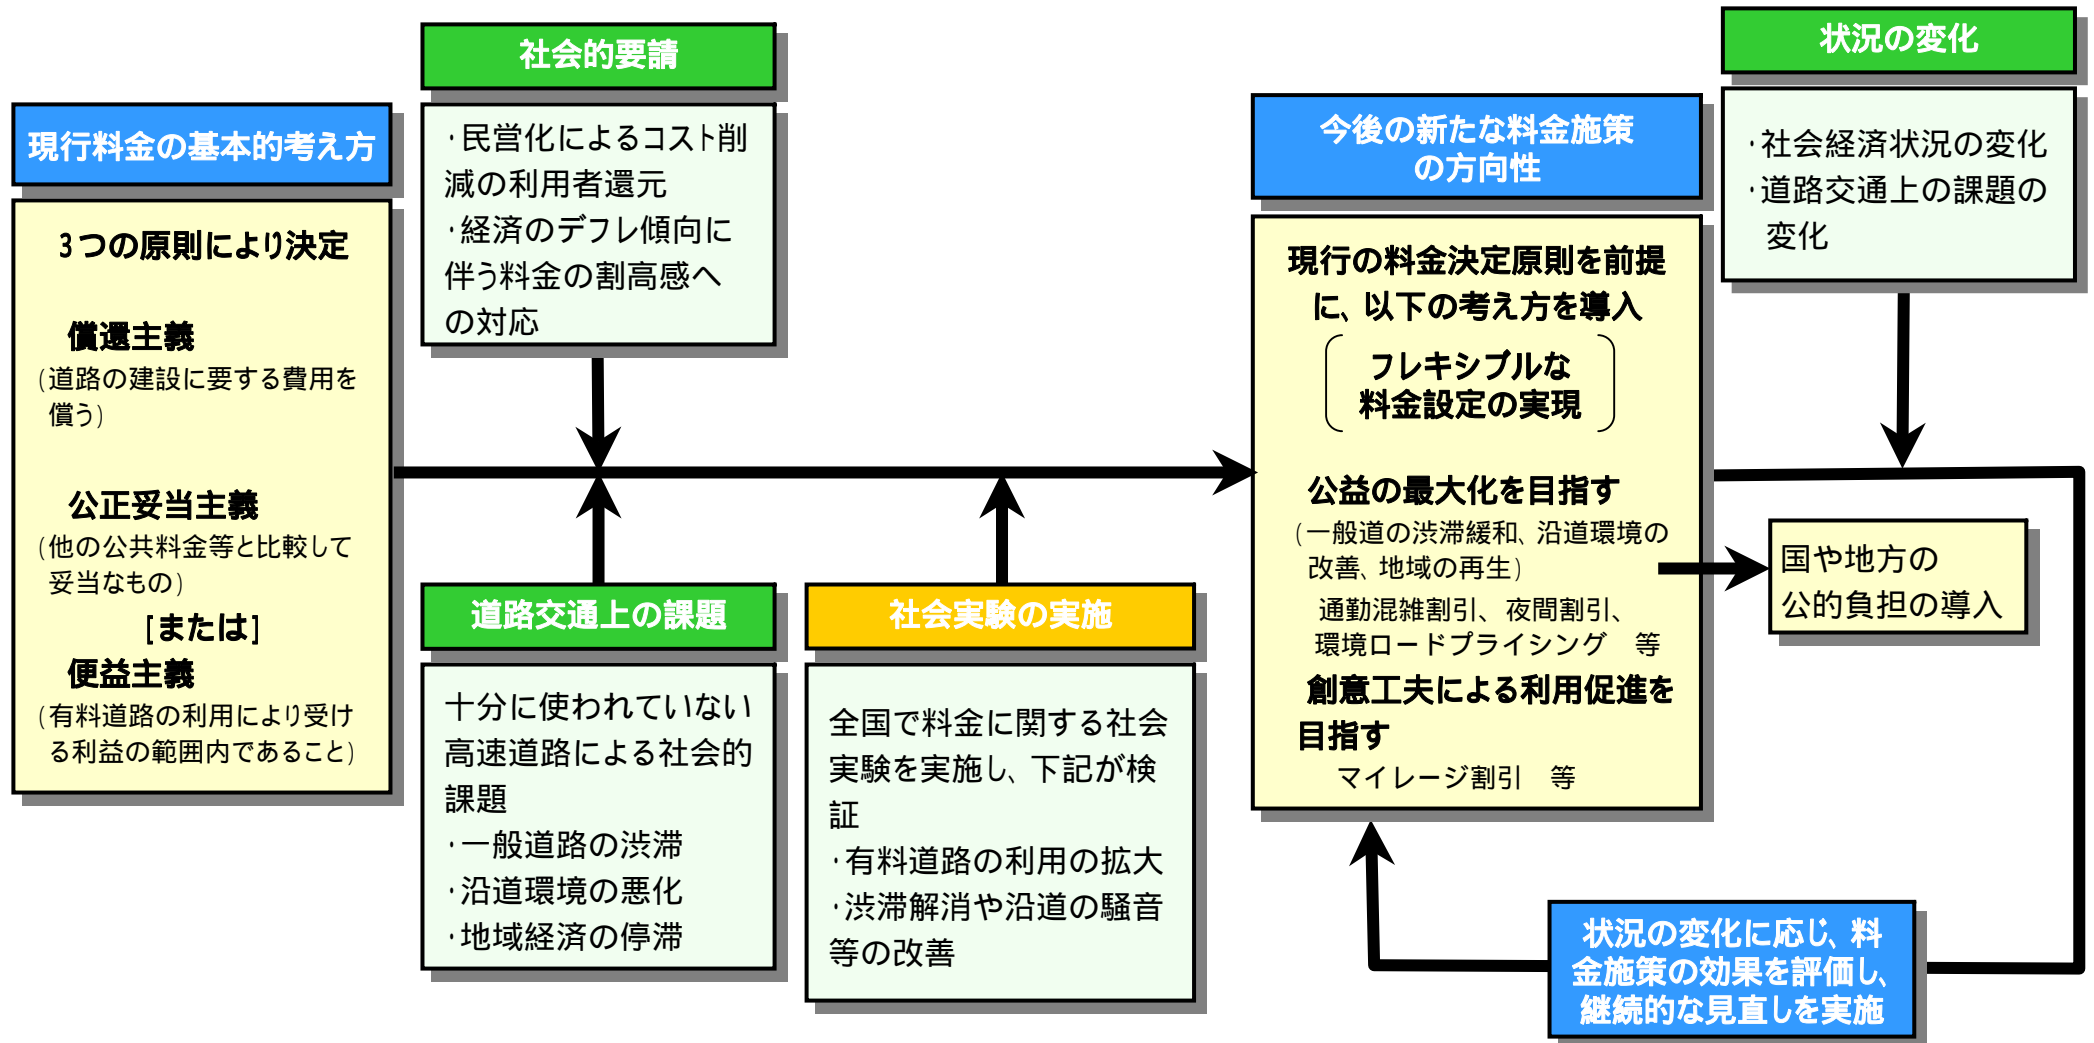 現行料金の基本的考え方
3つの原則により決定
償還主義
(道路の建設に要する費用を
償う)
公正妥当主義
(他の公共料金等と比較して
妥当なもの)
[または]
便益主義
(有料道路の利用により受け
る利益の範囲内であること)
社会的要請
・民営化によるコスト削
減の利用者還元
・経済のデフレ傾向に
伴う料金の割高感へ
の対応
道路交通上の課題
十分に使われていない
高速道路による社会的
課題
・一般道路の渋滞
・沿道環境の悪化
・地域経済の停滞
社会実験の実施
全国で料金に関する社会
実験を実施し、下記が検
証
・有料道路の利用の拡大
・渋滞解消や沿道の騒音
等の改善
今後の新たな料金施策
の方向性
現行の料金決定原則を前提
に、以下の考え方を導入
フレキシブルな
料金設定の実現
公益の最大化を目指す
(一般道の渋滞緩和、沿道環境の
改善、地域の再生)
通勤混雑割引、夜間割引、
環境ロードプライシング 等
創意工夫による利用促進を
目指す
マイレージ割引 等
状況の変化
・社会経済状況の変化
・道路交通上の課題の
変化
国や地方の
公的負担の導入
状況の変化に応じ、料
金施策の効果を評価し、
継続的な見直しを実施